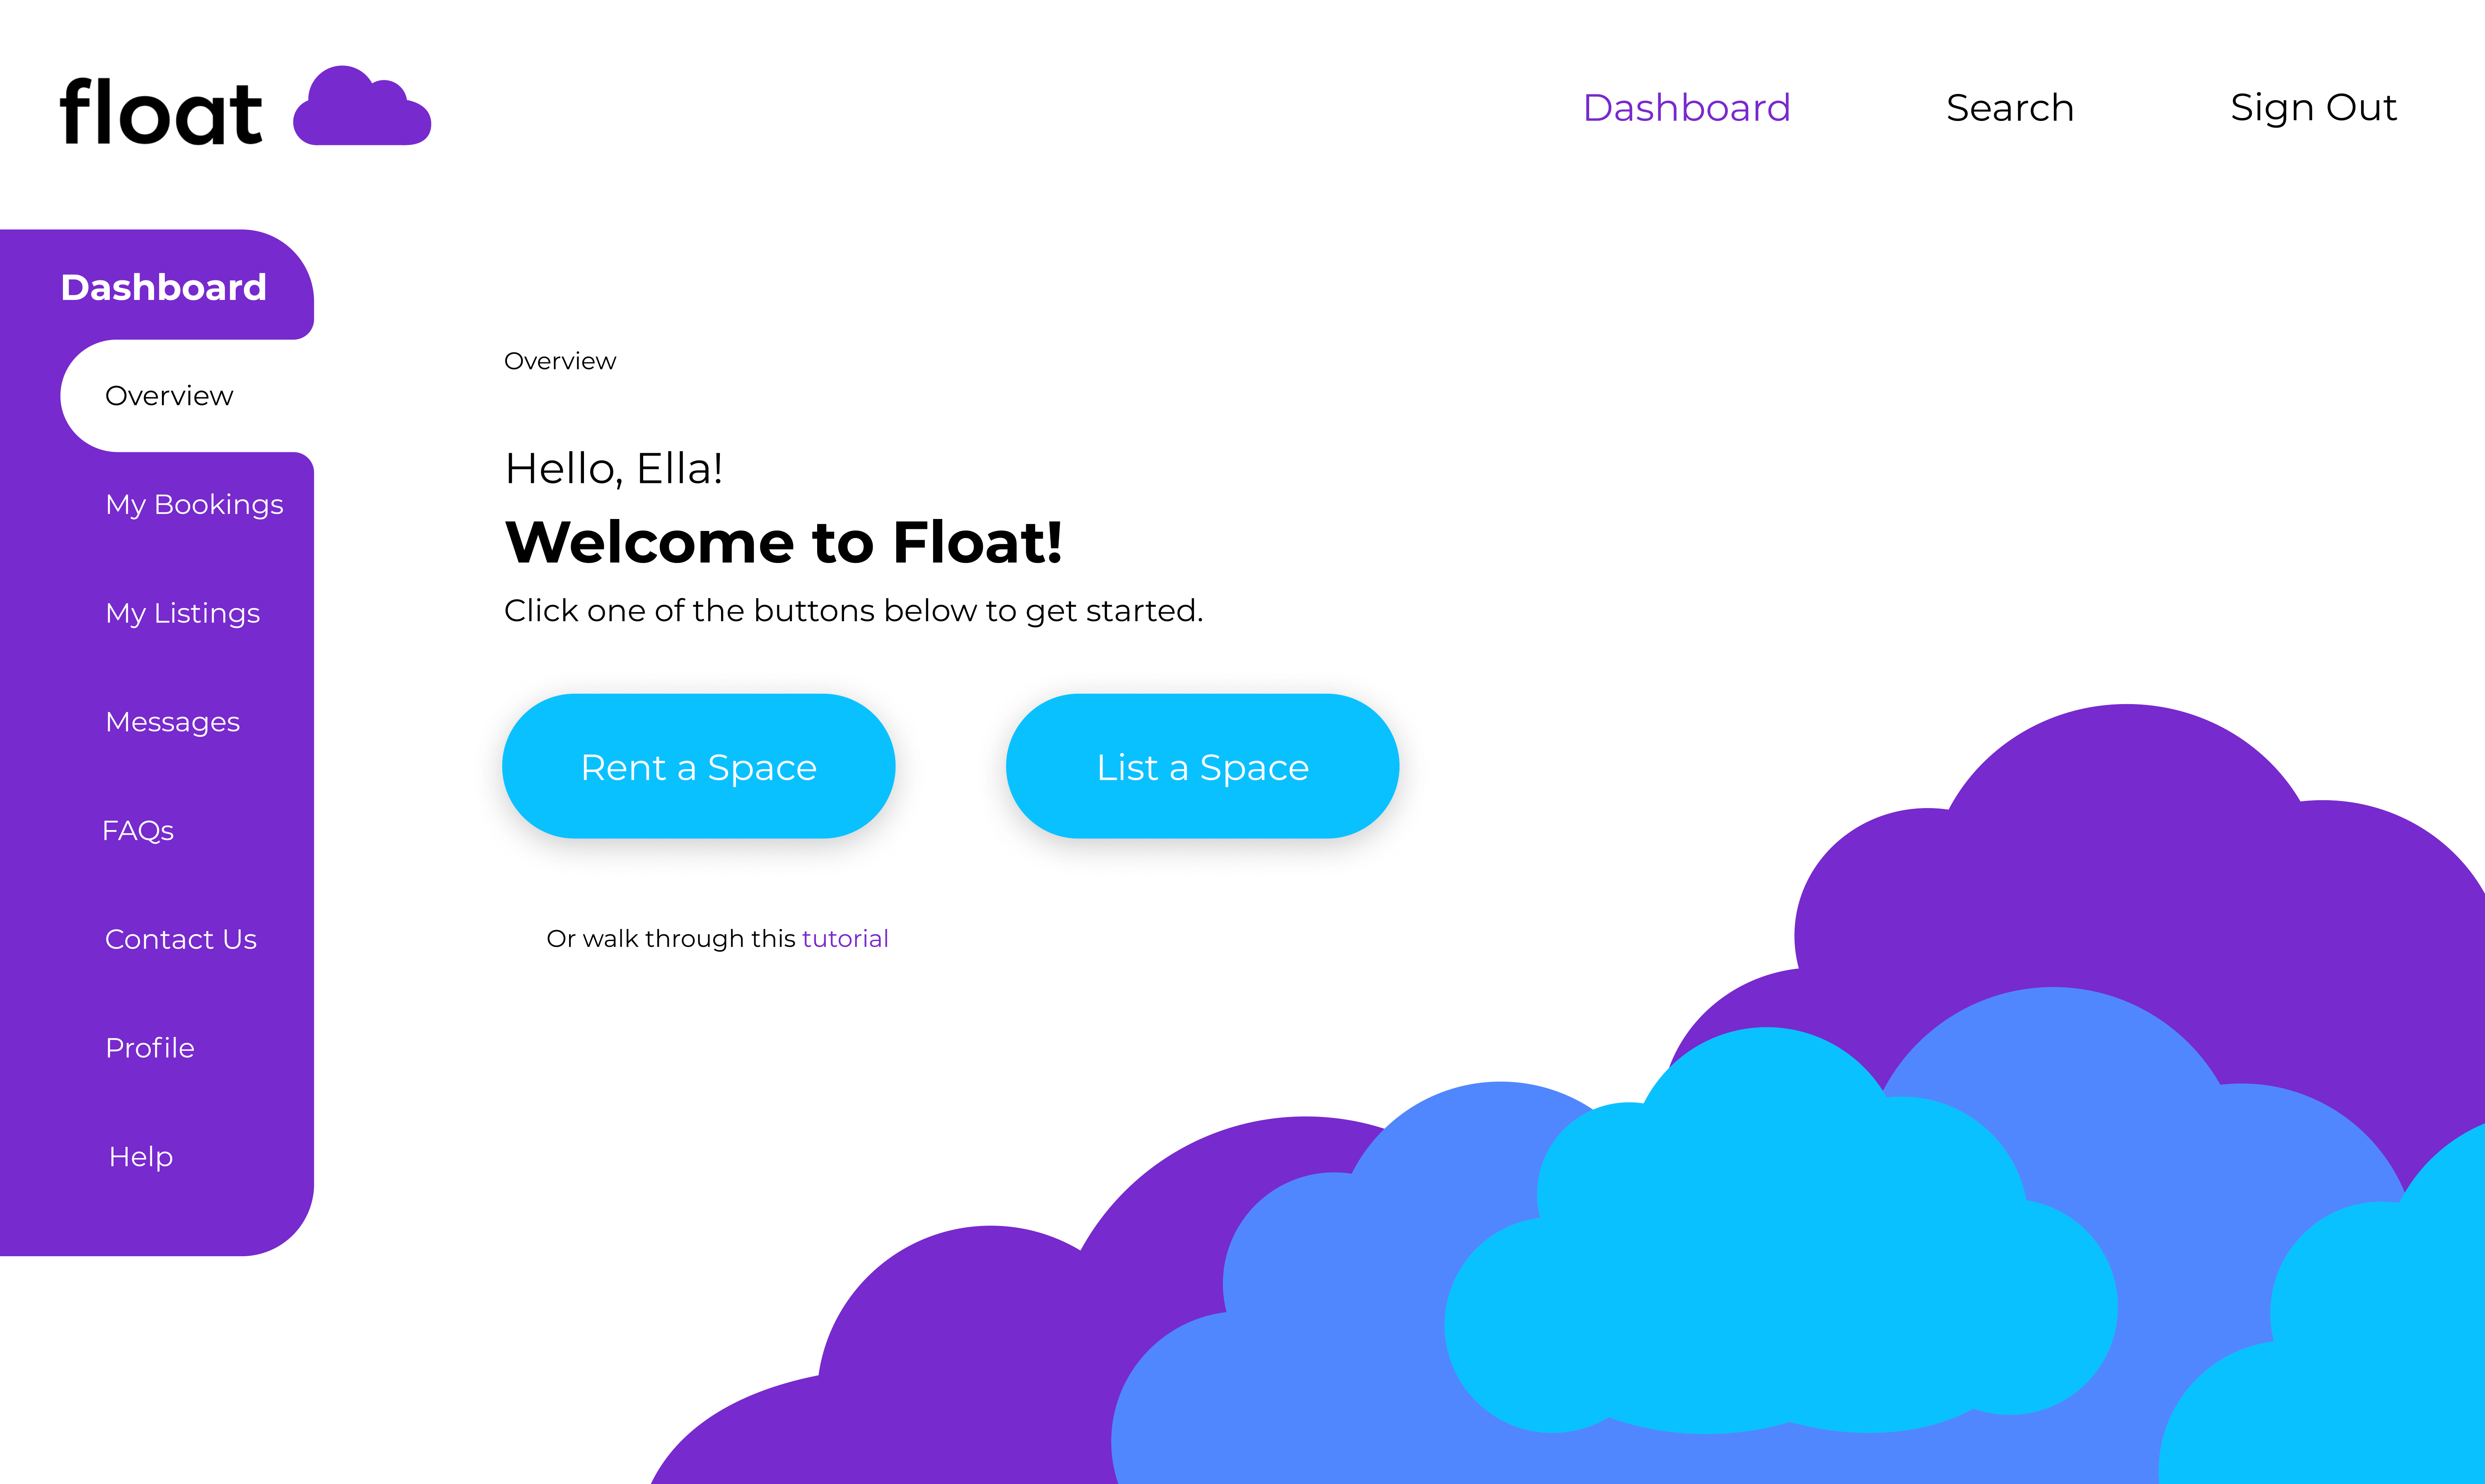 float
Dashboard
Search
Sign Out
Dashboard
Overview
My Bookings
My Listings
Messages
FAQs
Contact Us
Profile
Help
Overview
Hello, Ella!
Welcome to Float!
Click one of the buttons below to get started.
Rent a Space
List a Space
Or walk through this tutorial